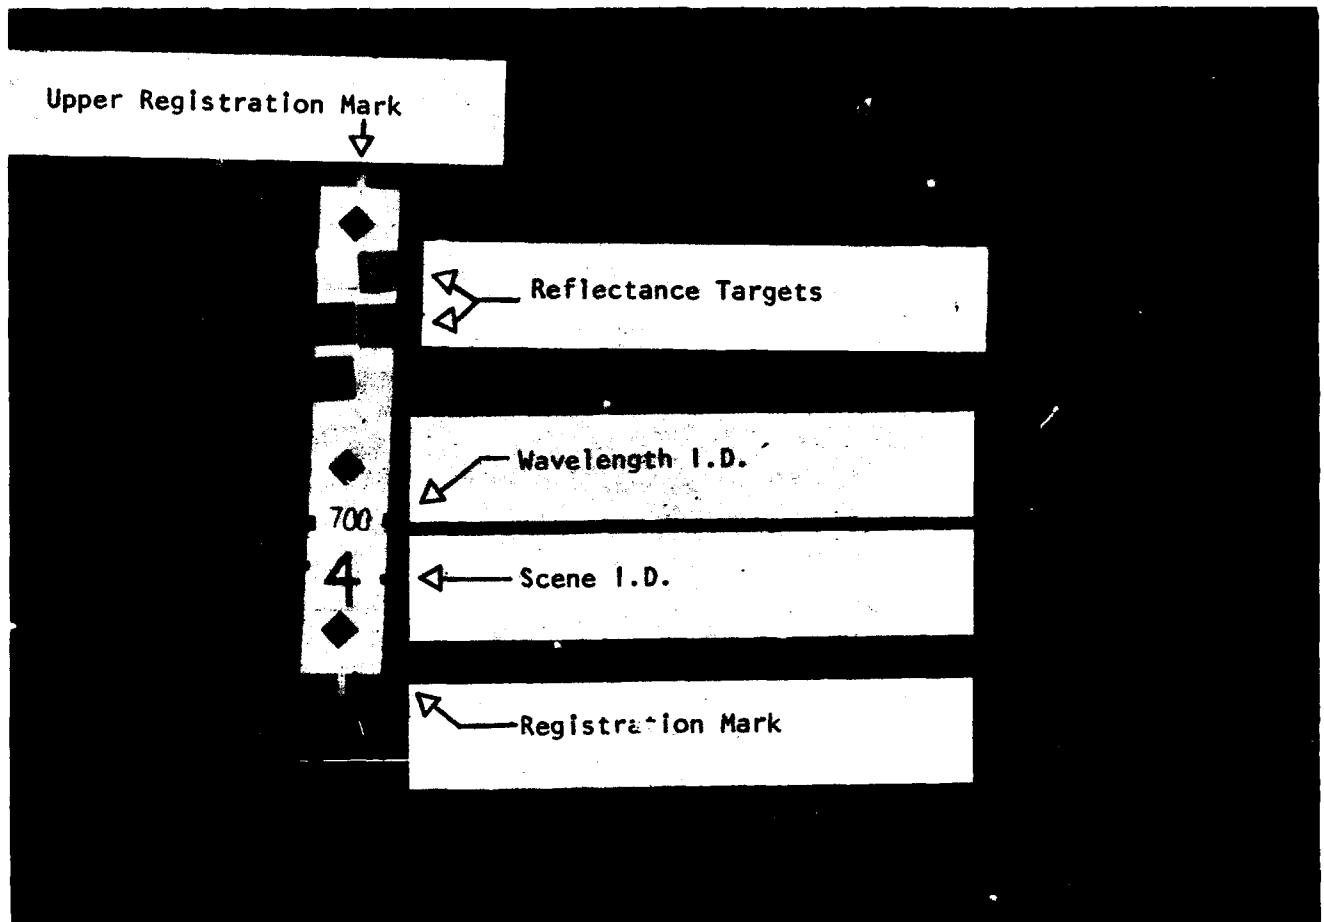 Upper Registration Mark
Reflectance Targets
Wavelength I.D.
700
Scene I.D.
4
Registration Mark